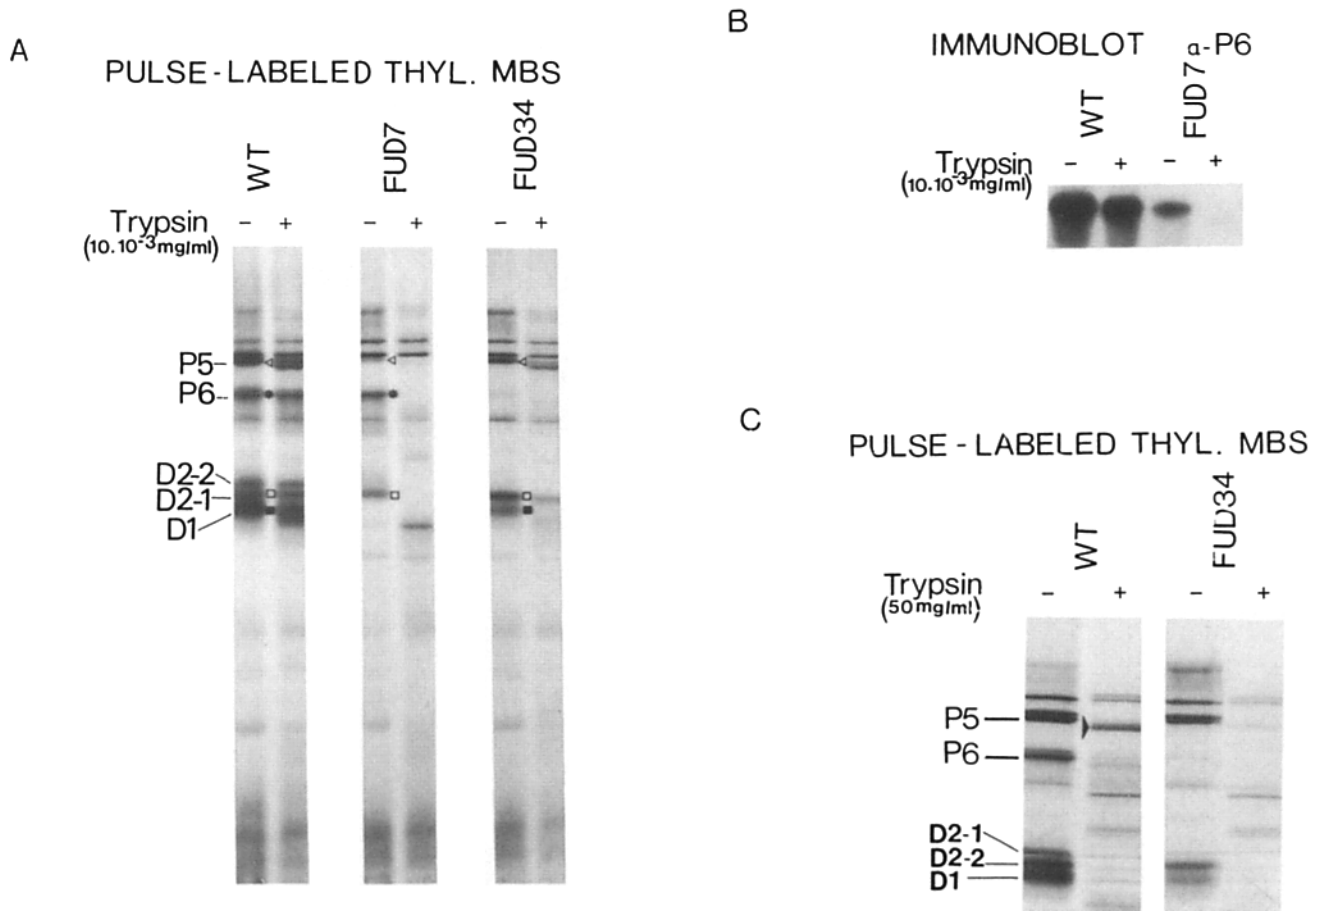 A
PULSE-LABELED THYL. MBS
WT
FUD7
FUD34
Trypsin - + - + - +
(10.10-3mg/ml)
P5
P6
D2-2
D2-1
D1
B
IMMUNOBLOT α-P6
WT
FUD7
Trypsin - + - +
(10.10-3mg/ml)
C
PULSE-LABELED THYL. MBS
WT
FUD34
Trypsin - + - +
(50mg/ml)
P5
P6
D2-1
D2-2
D1